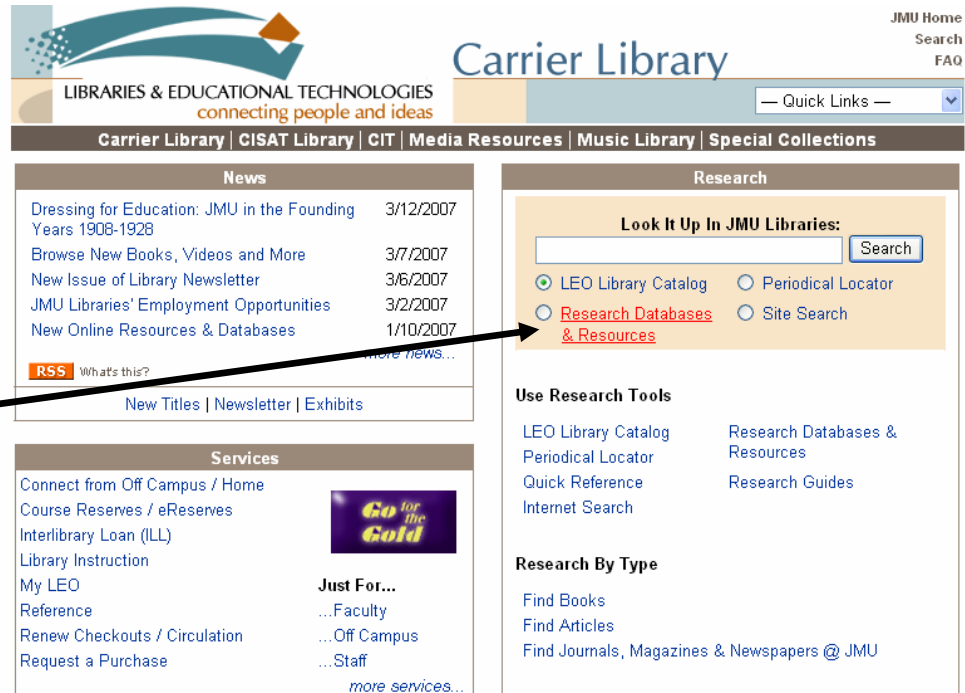 JMU Home
Search
FAQ
Carrier Library
LIBRARIES & EDUCATIONAL TECHNOLOGIES
connecting people and ideas
— Quick Links —
Carrier Library | CISAT Library | CIT | Media Resources | Music Library | Special Collections
News
Dressing for Education: JMU in the Founding 3/12/2007
Years 1908-1928
Browse New Books, Videos and More 3/7/2007
New Issue of Library Newsletter 3/6/2007
JMU Libraries' Employment Opportunities 3/2/2007
New Online Resources & Databases 1/10/2007
more news...
RSS What's this?
New Titles | Newsletter | Exhibits
Services
Connect from Off Campus / Home
Course Reserves / eReserves
Interlibrary Loan (ILL)
Library Instruction
My LEO
Reference
Renew Checkouts / Circulation
Request a Purchase
Go for
the
Gold
Just For...
...Faculty
...Off Campus
...Staff
more services...
Research
Look It Up In JMU Libraries:
Search
LEO Library Catalog Periodical Locator
Research Databases Site Search
& Resources
Use Research Tools
LEO Library Catalog
Periodical Locator
Quick Reference
Internet Search
Research Databases &
Resources
Research Guides
Research By Type
Find Books
Find Articles
Find Journals, Magazines & Newspapers @ JMU